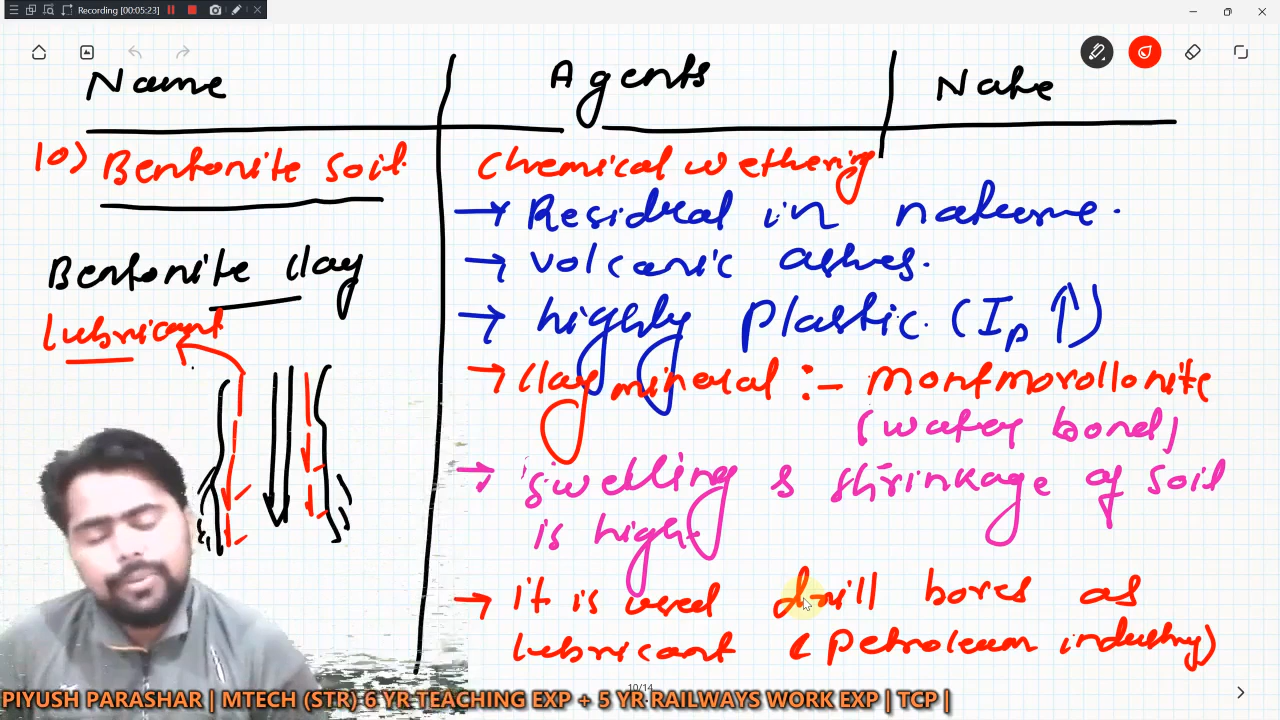 Recording [00:05:23]
Name Agents Note
10) Bentonite soil
Bentonite clay
lubricant
Chemical wethering
→ Residual in nature.
→ volcanic ashes.
→ highly plastic. (Ip ↑)
→ clay mineral :- montmorollonite
(water bond)
→ swelling & shrinkage of soil
is high
→ it is used drill bores as
lubricant (petroleum industry)
10/14
PIYUSH PARASHAR | MTECH (STR) 6 YR TEACHING EXP + 5 YR RAILWAYS WORK EXP | TCP |